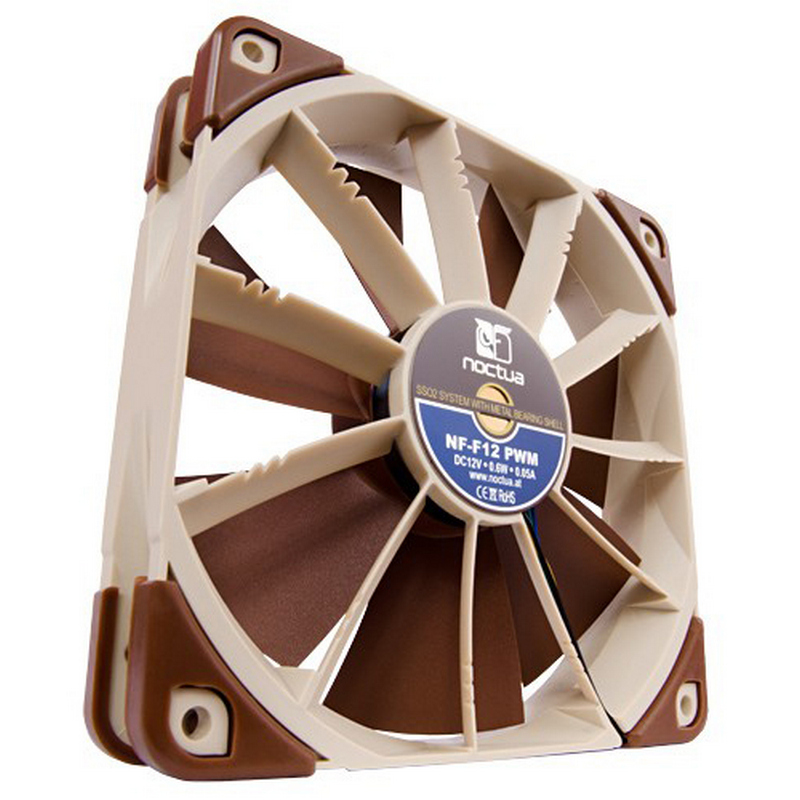 noctua
SSO2 SYSTEM WITH METAL BEARING SHELL
NF-F12 PWM
DC12V • 0.6W • 0.05A
www.noctua.at
CE RoHS